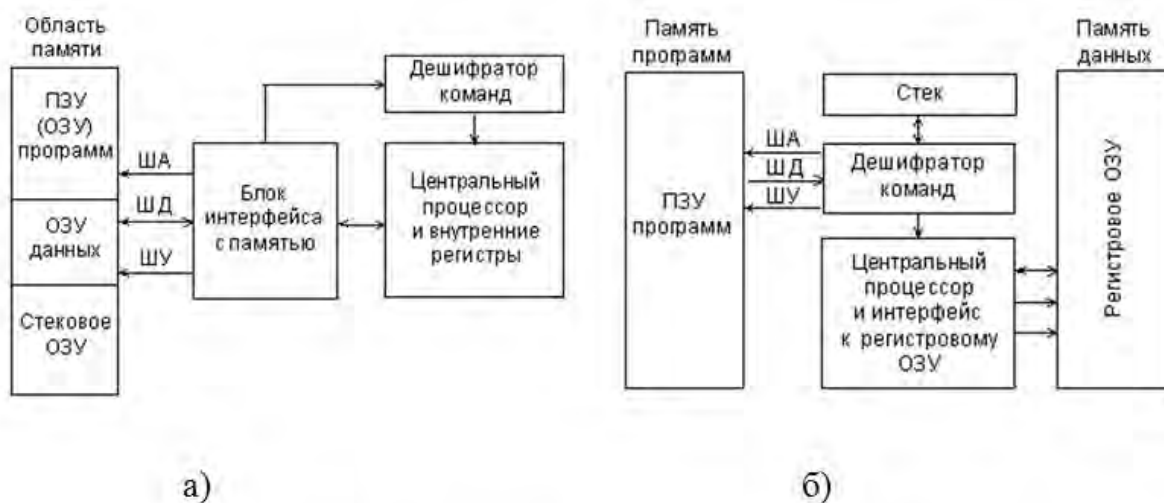 Область
памяти
ПЗУ
(ОЗУ)
программ
ОЗУ
данных
Стековое
ОЗУ
ША
ШД
ШУ
Блок
интерфейса
с памятью
Дешифратор
команд
Центральный
процессор
и внутренние
регистры
а)
Память
программ
ПЗУ
программ
ША
ШД
ШУ
Стек
Дешифратор
команд
Центральный
процессор
и интерфейс
к регистровому
ОЗУ
Память
данных
Регистровое ОЗУ
б)